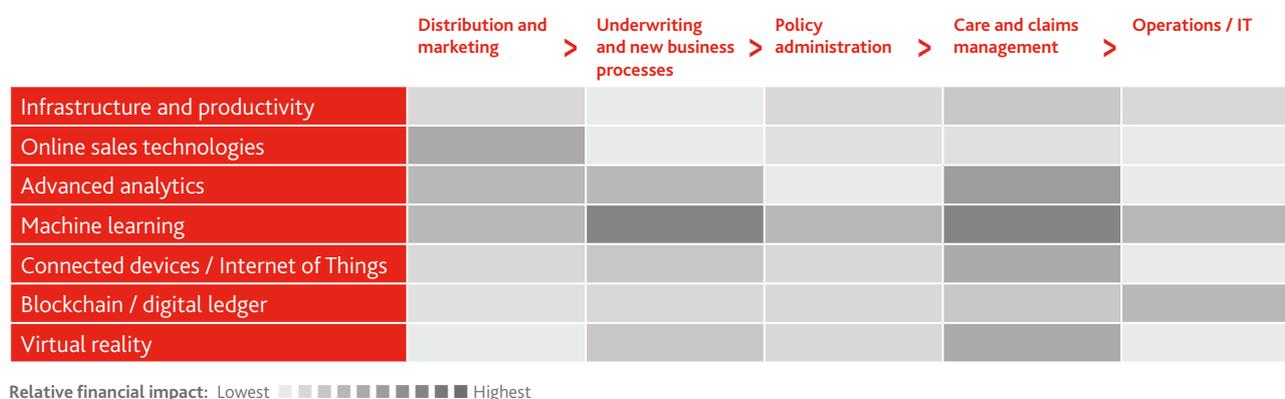 Distribution and
marketing >
Underwriting
and new business >
processes
Policy
administration >
Care and claims
management >
Operations / IT
Infrastructure and productivity
Online sales technologies
Advanced analytics
Machine learning
Connected devices / Internet of Things
Blockchain / digital ledger
Virtual reality
Relative financial impact: Lowest Highest